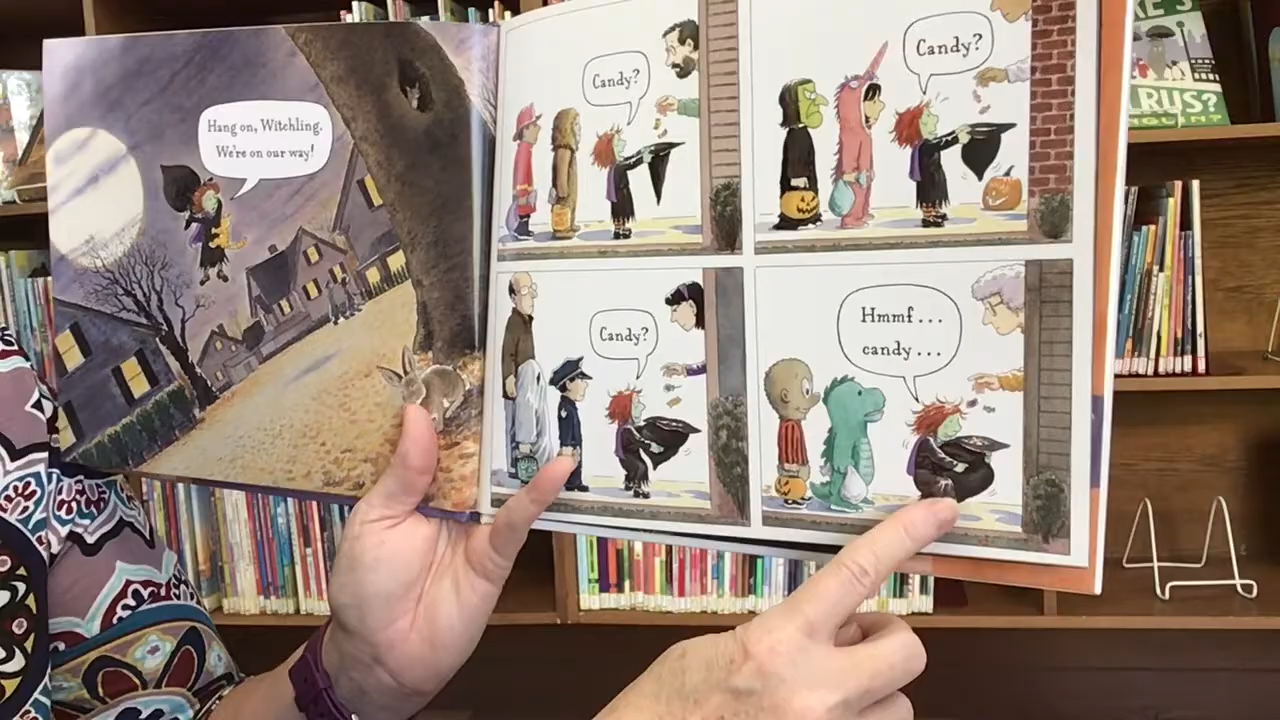 Hang on, Witchling.
We're on our way!
Candy?
Candy?
Candy?
Hmmf...
candy...